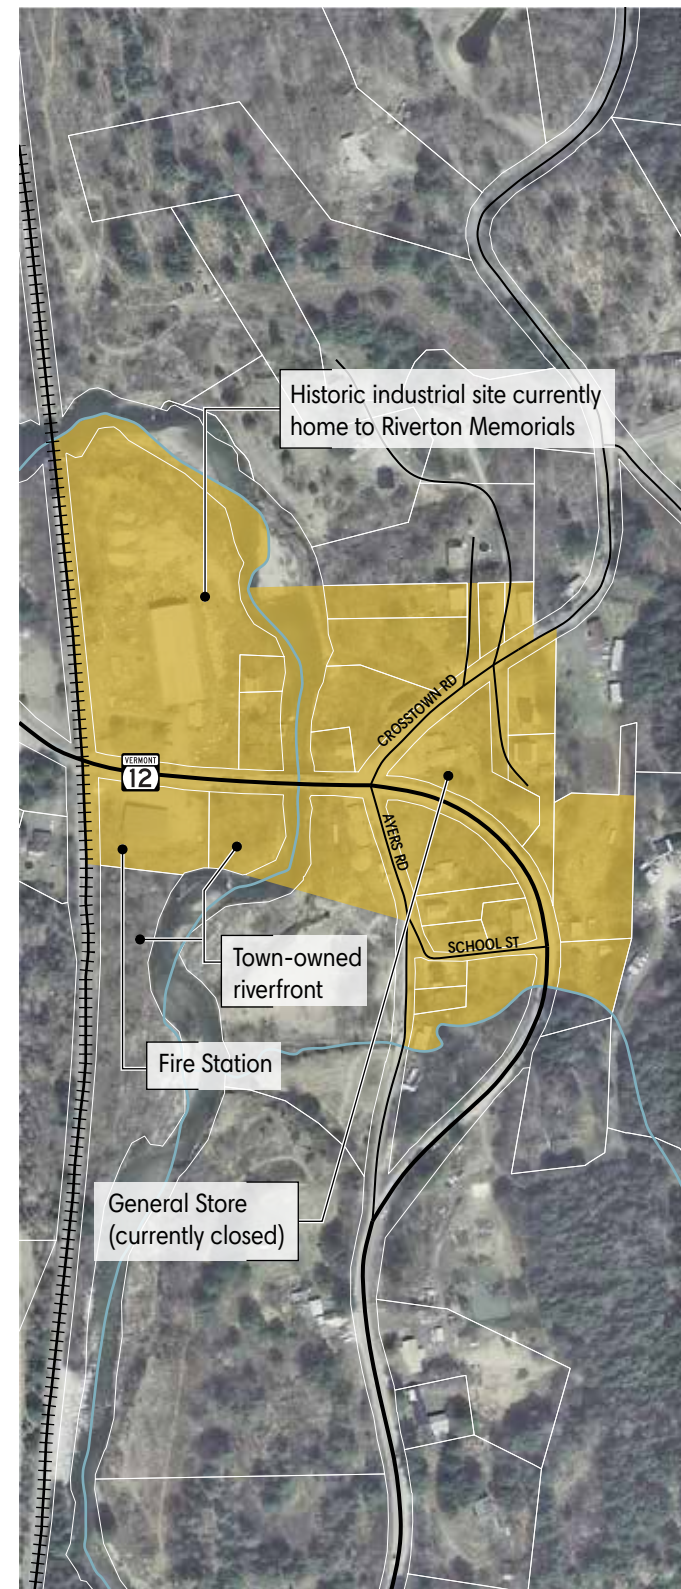 Historic industrial site currently
home to Riverton Memorials
CROSSTOWN RD
VERMONT
12
AYERS RD
SCHOOL ST
Town-owned
riverfront
Fire Station
General Store
(currently closed)